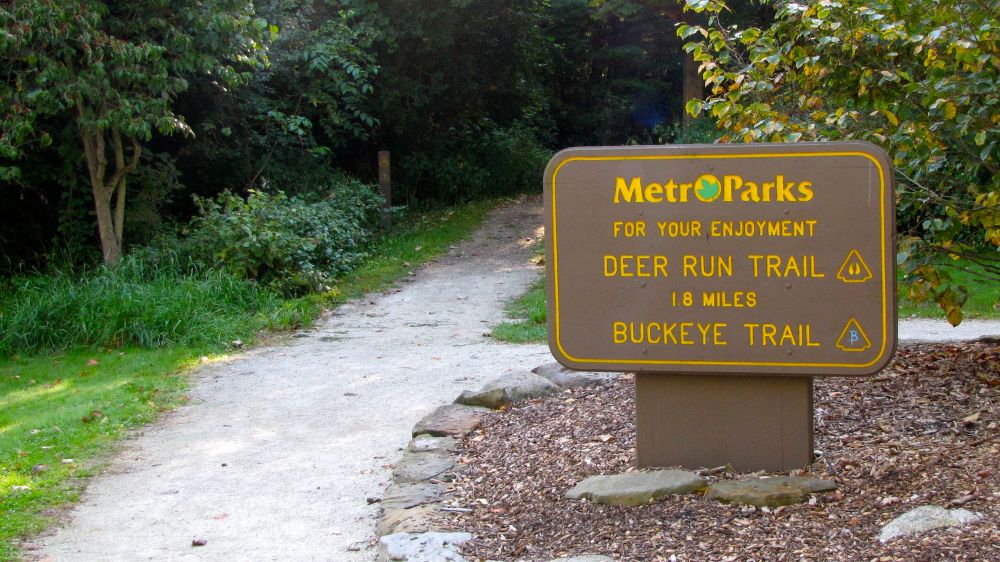 MetroParks
FOR YOUR ENJOYMENT
DEER RUN TRAIL
1.8 MILES
BUCKEYE TRAIL
B